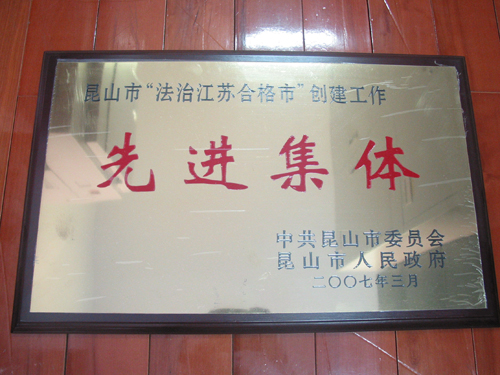 昆山市“法治江苏合格市”创建工作
先进集体
中共昆山市委员会
昆山市人民政府
二〇〇七年三月